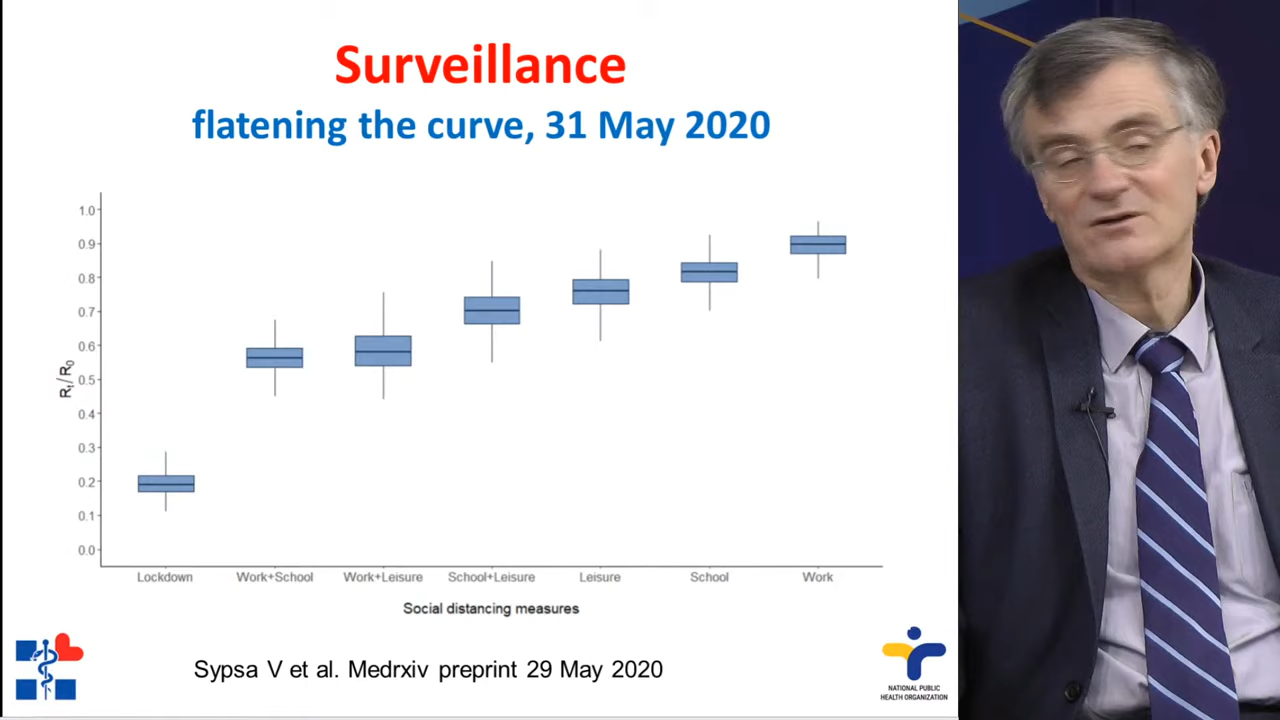 Surveillance
flatening the curve, 31 May 2020
1.0
0.9
0.8
0.7
0.6
0.5
0.4
0.3
0.2
0.1
0.0
Rt/R0
Lockdown Work+School Work+Leisure School+Leisure Leisure School Work
Social distancing measures
Sypsa V et al. Medrxiv preprint 29 May 2020
NATIONAL PUBLIC
HEALTH ORGANIZATION